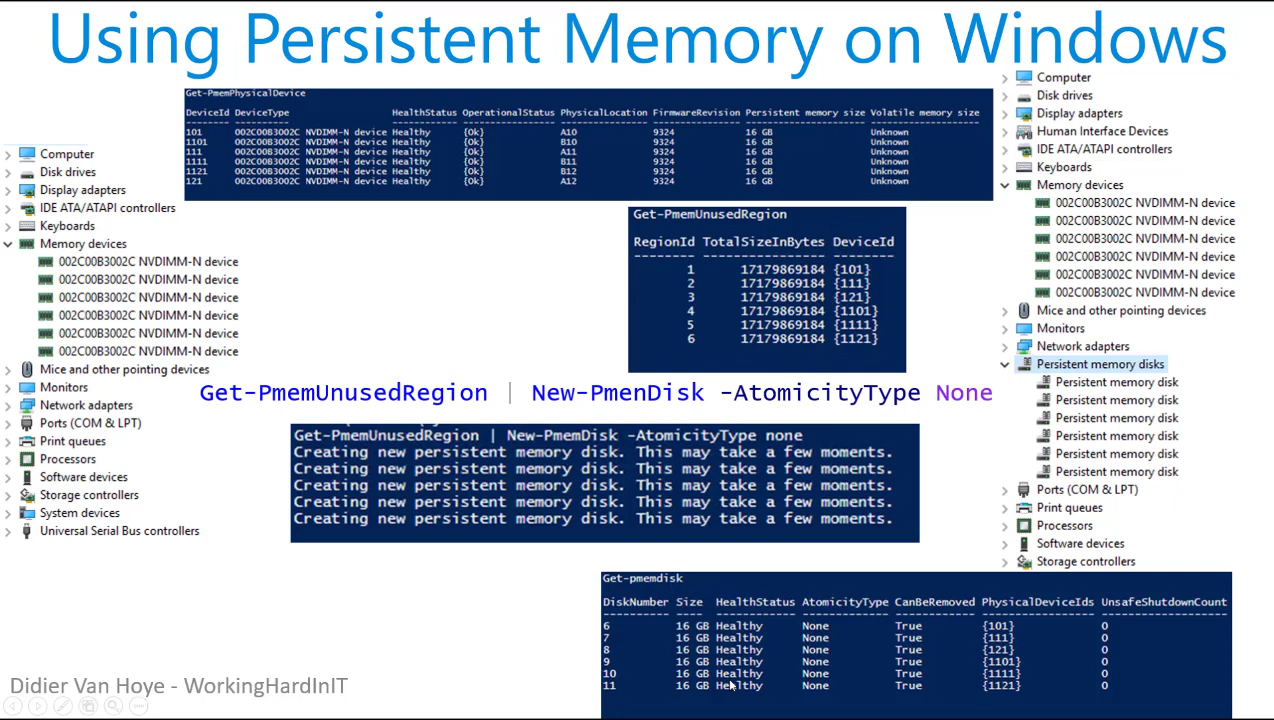 Using Persistent Memory on Windows
Get-PmemPhysicalDevice
DeviceId DeviceType HealthStatus OperationalStatus PhysicalLocation FirmwareRevision Persistent memory size Volatile memory size
-------- ---------- ------------ ----------------- ---------------- ---------------- ---------------------- --------------------
101 002C00B3002C NVDIMM-N device Healthy {Ok} A10 9324 16 GB Unknown
1101 002C00B3002C NVDIMM-N device Healthy {Ok} B10 9324 16 GB Unknown
111 002C00B3002C NVDIMM-N device Healthy {Ok} A11 9324 16 GB Unknown
1111 002C00B3002C NVDIMM-N device Healthy {Ok} B11 9324 16 GB Unknown
1121 002C00B3002C NVDIMM-N device Healthy {Ok} B12 9324 16 GB Unknown
121 002C00B3002C NVDIMM-N device Healthy {Ok} A12 9324 16 GB Unknown
Computer
Disk drives
Display adapters
IDE ATA/ATAPI controllers
Keyboards
Memory devices
002C00B3002C NVDIMM-N device
002C00B3002C NVDIMM-N device
002C00B3002C NVDIMM-N device
002C00B3002C NVDIMM-N device
002C00B3002C NVDIMM-N device
002C00B3002C NVDIMM-N device
Mice and other pointing devices
Monitors
Network adapters
Ports (COM & LPT)
Print queues
Processors
Software devices
Storage controllers
System devices
Universal Serial Bus controllers
Get-PmemUnusedRegion
RegionId TotalSizeInBytes DeviceId
-------- ---------------- --------
1 17179869184 {101}
2 17179869184 {111}
3 17179869184 {121}
4 17179869184 {1101}
5 17179869184 {1111}
6 17179869184 {1121}
Get-PmemUnusedRegion | New-PmenDisk -AtomicityType None
Get-PmemUnusedRegion | New-PmemDisk -AtomicityType none
Creating new persistent memory disk. This may take a few moments.
Creating new persistent memory disk. This may take a few moments.
Creating new persistent memory disk. This may take a few moments.
Creating new persistent memory disk. This may take a few moments.
Creating new persistent memory disk. This may take a few moments.
Computer
Disk drives
Display adapters
Human Interface Devices
IDE ATA/ATAPI controllers
Keyboards
Memory devices
002C00B3002C NVDIMM-N device
002C00B3002C NVDIMM-N device
002C00B3002C NVDIMM-N device
002C00B3002C NVDIMM-N device
002C00B3002C NVDIMM-N device
002C00B3002C NVDIMM-N device
Mice and other pointing devices
Monitors
Network adapters
Persistent memory disks
Persistent memory disk
Persistent memory disk
Persistent memory disk
Persistent memory disk
Persistent memory disk
Persistent memory disk
Ports (COM & LPT)
Print queues
Processors
Software devices
Storage controllers
Get-pmemdisk
DiskNumber Size HealthStatus AtomicityType CanBeRemoved PhysicalDeviceIds UnsafeShutdownCount
---------- ---- ------------ ------------- ------------ ----------------- -------------------
6 16 GB Healthy None True {101} 0
7 16 GB Healthy None True {111} 0
8 16 GB Healthy None True {121} 0
9 16 GB Healthy None True {1101} 0
10 16 GB Healthy None True {1111} 0
11 16 GB Healthy None True {1121} 0
Didier Van Hoye - WorkingHardInIT